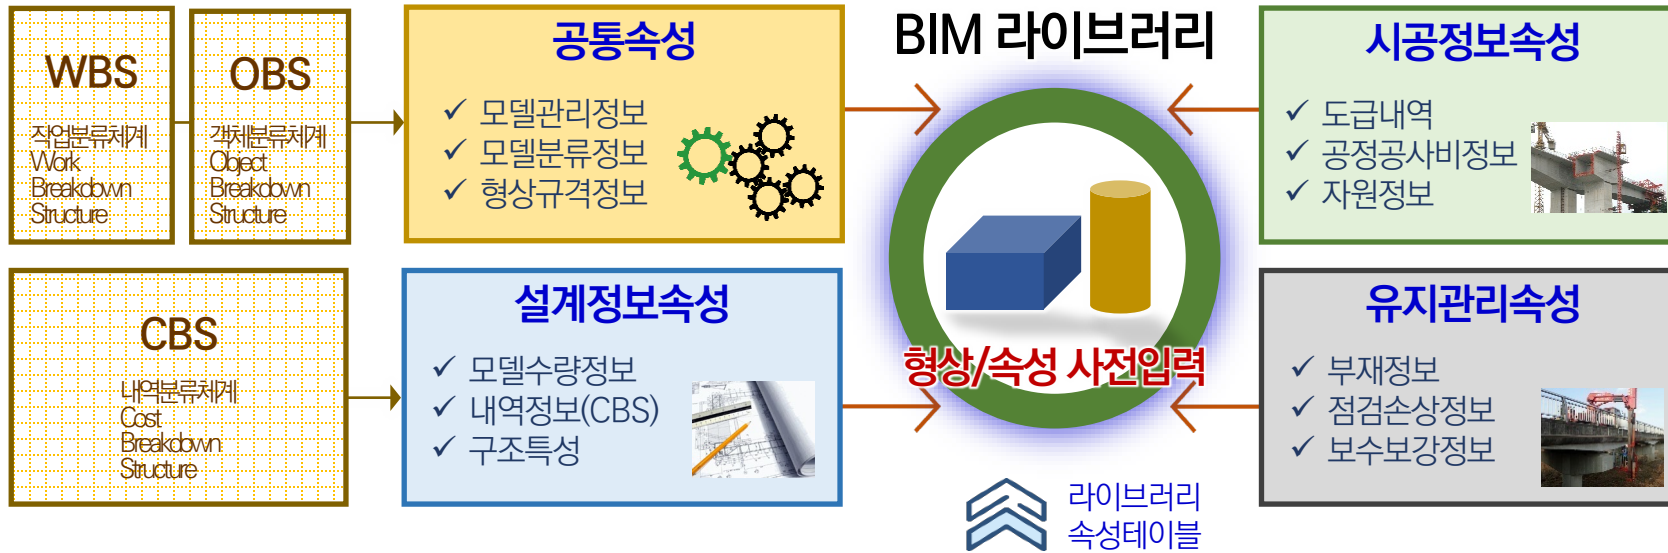 WBS
작업분류체계
Work
Breakdown
Structure
OBS
객체분류체계
Object
Breakdown
Structure
공통속성
✓ 모델관리정보
✓ 모델분류정보
✓ 형상규격정보
BIM 라이브러리
시공정보속성
✓ 도급내역
✓ 공정공사비정보
✓ 자원정보
CBS
내역분류체계
Cost
Breakdown
Structure
설계정보속성
✓ 모델수량정보
✓ 내역정보(CBS)
✓ 구조특성
형상/속성 사전입력
유지관리속성
✓ 부재정보
✓ 점검손상정보
✓ 보수보강정보
라이브러리
속성테이블